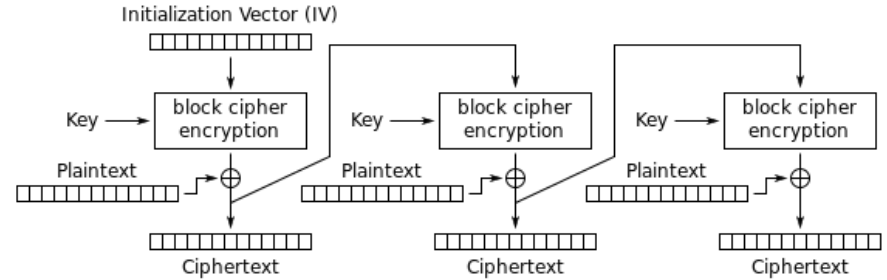 Initialization Vector (IV)
Key
block cipher
encryption
Key
block cipher
encryption
Key
block cipher
encryption
Plaintext
Plaintext
Plaintext
Ciphertext
Ciphertext
Ciphertext